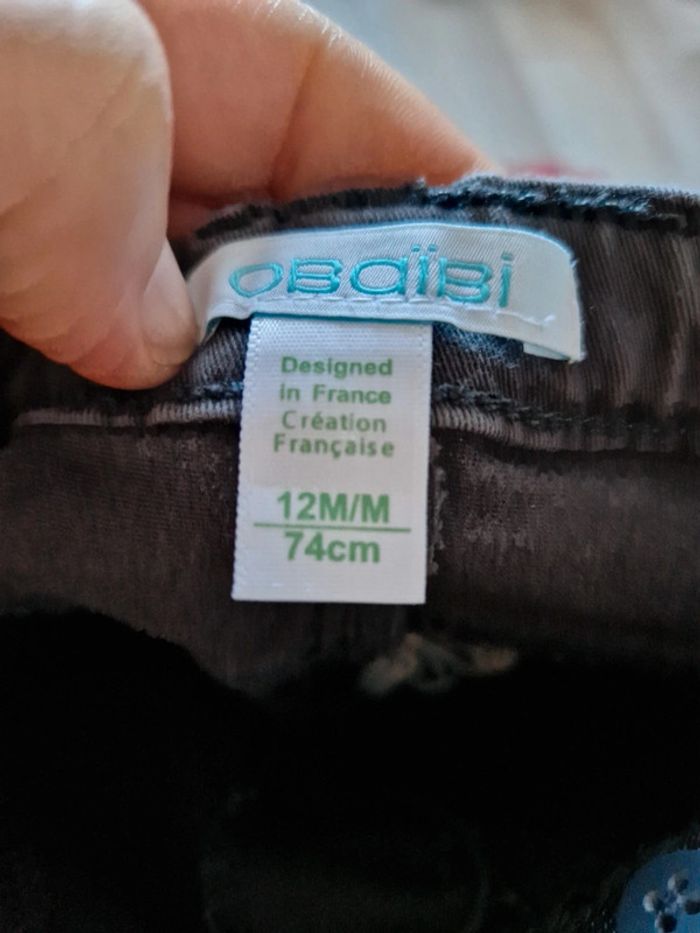 OBaïBi
Designed
in France
Création
Française
12M/M
74cm